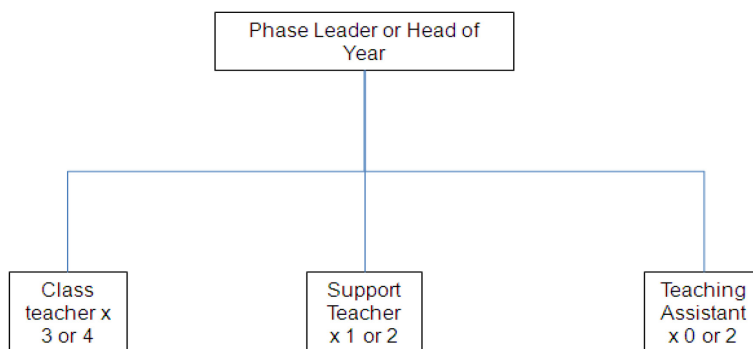 Phase Leader or Head of
Year
Class
teacher x
3 or 4
Support
Teacher
x 1 or 2
Teaching
Assistant
x 0 or 2